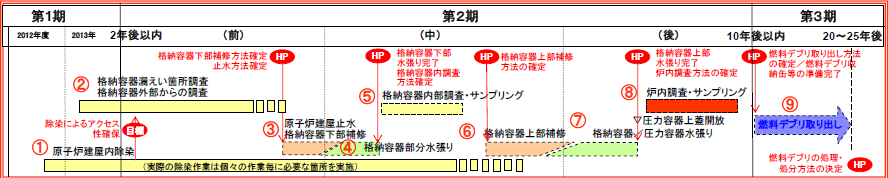 第1期
第2期
第3期
2012年度
2013年
2年後以内
(前)
(中)
(後)
10年後以内
20～25年後
格納容器下部補修方法確定
止水方法確定
HP
HP
格納容器下部
水張り完了
格納容器内調査
方法確定
HP
格納容器上部補修
方法の確定
HP
格納容器上部
水張り完了
炉内調査方法の確定
HP
燃料デブリ取り出し方法
の確定／燃料デブリ収
納缶等の準備完了
②
格納容器漏えい箇所調査
格納容器外部からの調査
⑤
格納容器内部調査・サンプリング
⑧
炉内調査・サンプリング
⑨
除染によるアクセス
性確保
目標
③
原子炉建屋止水
格納容器下部補修
④
格納容器部分水張り
⑥
格納容器上部補修
⑦
格納容器／圧力容器水張り
▽圧力容器上蓋開放
燃料デブリ取り出し
①
原子炉建屋内除染
(実際の除染作業は個々の作業毎に必要な箇所を実施)
燃料デブリの処理・
処分方法の決定
HP